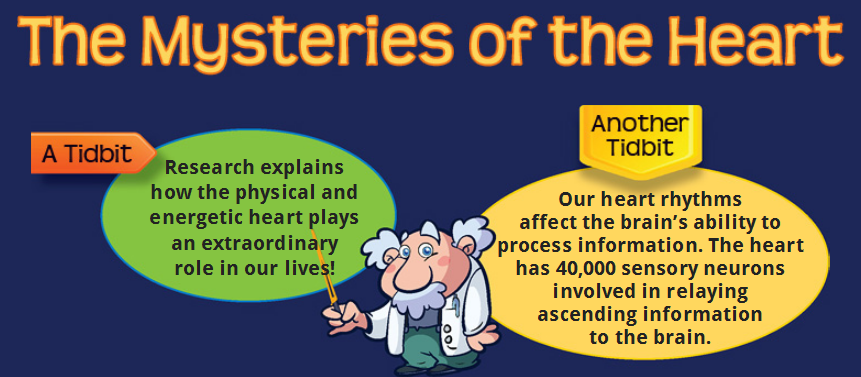 The Mysteries of the Heart
A Tidbit
Research explains
how the physical and
energetic heart plays
an extraordinary
role in our lives!
Another
Tidbit
Our heart rhythms
affect the brain’s ability to
process information. The heart
has 40,000 sensory neurons
involved in relaying
ascending information
to the brain.